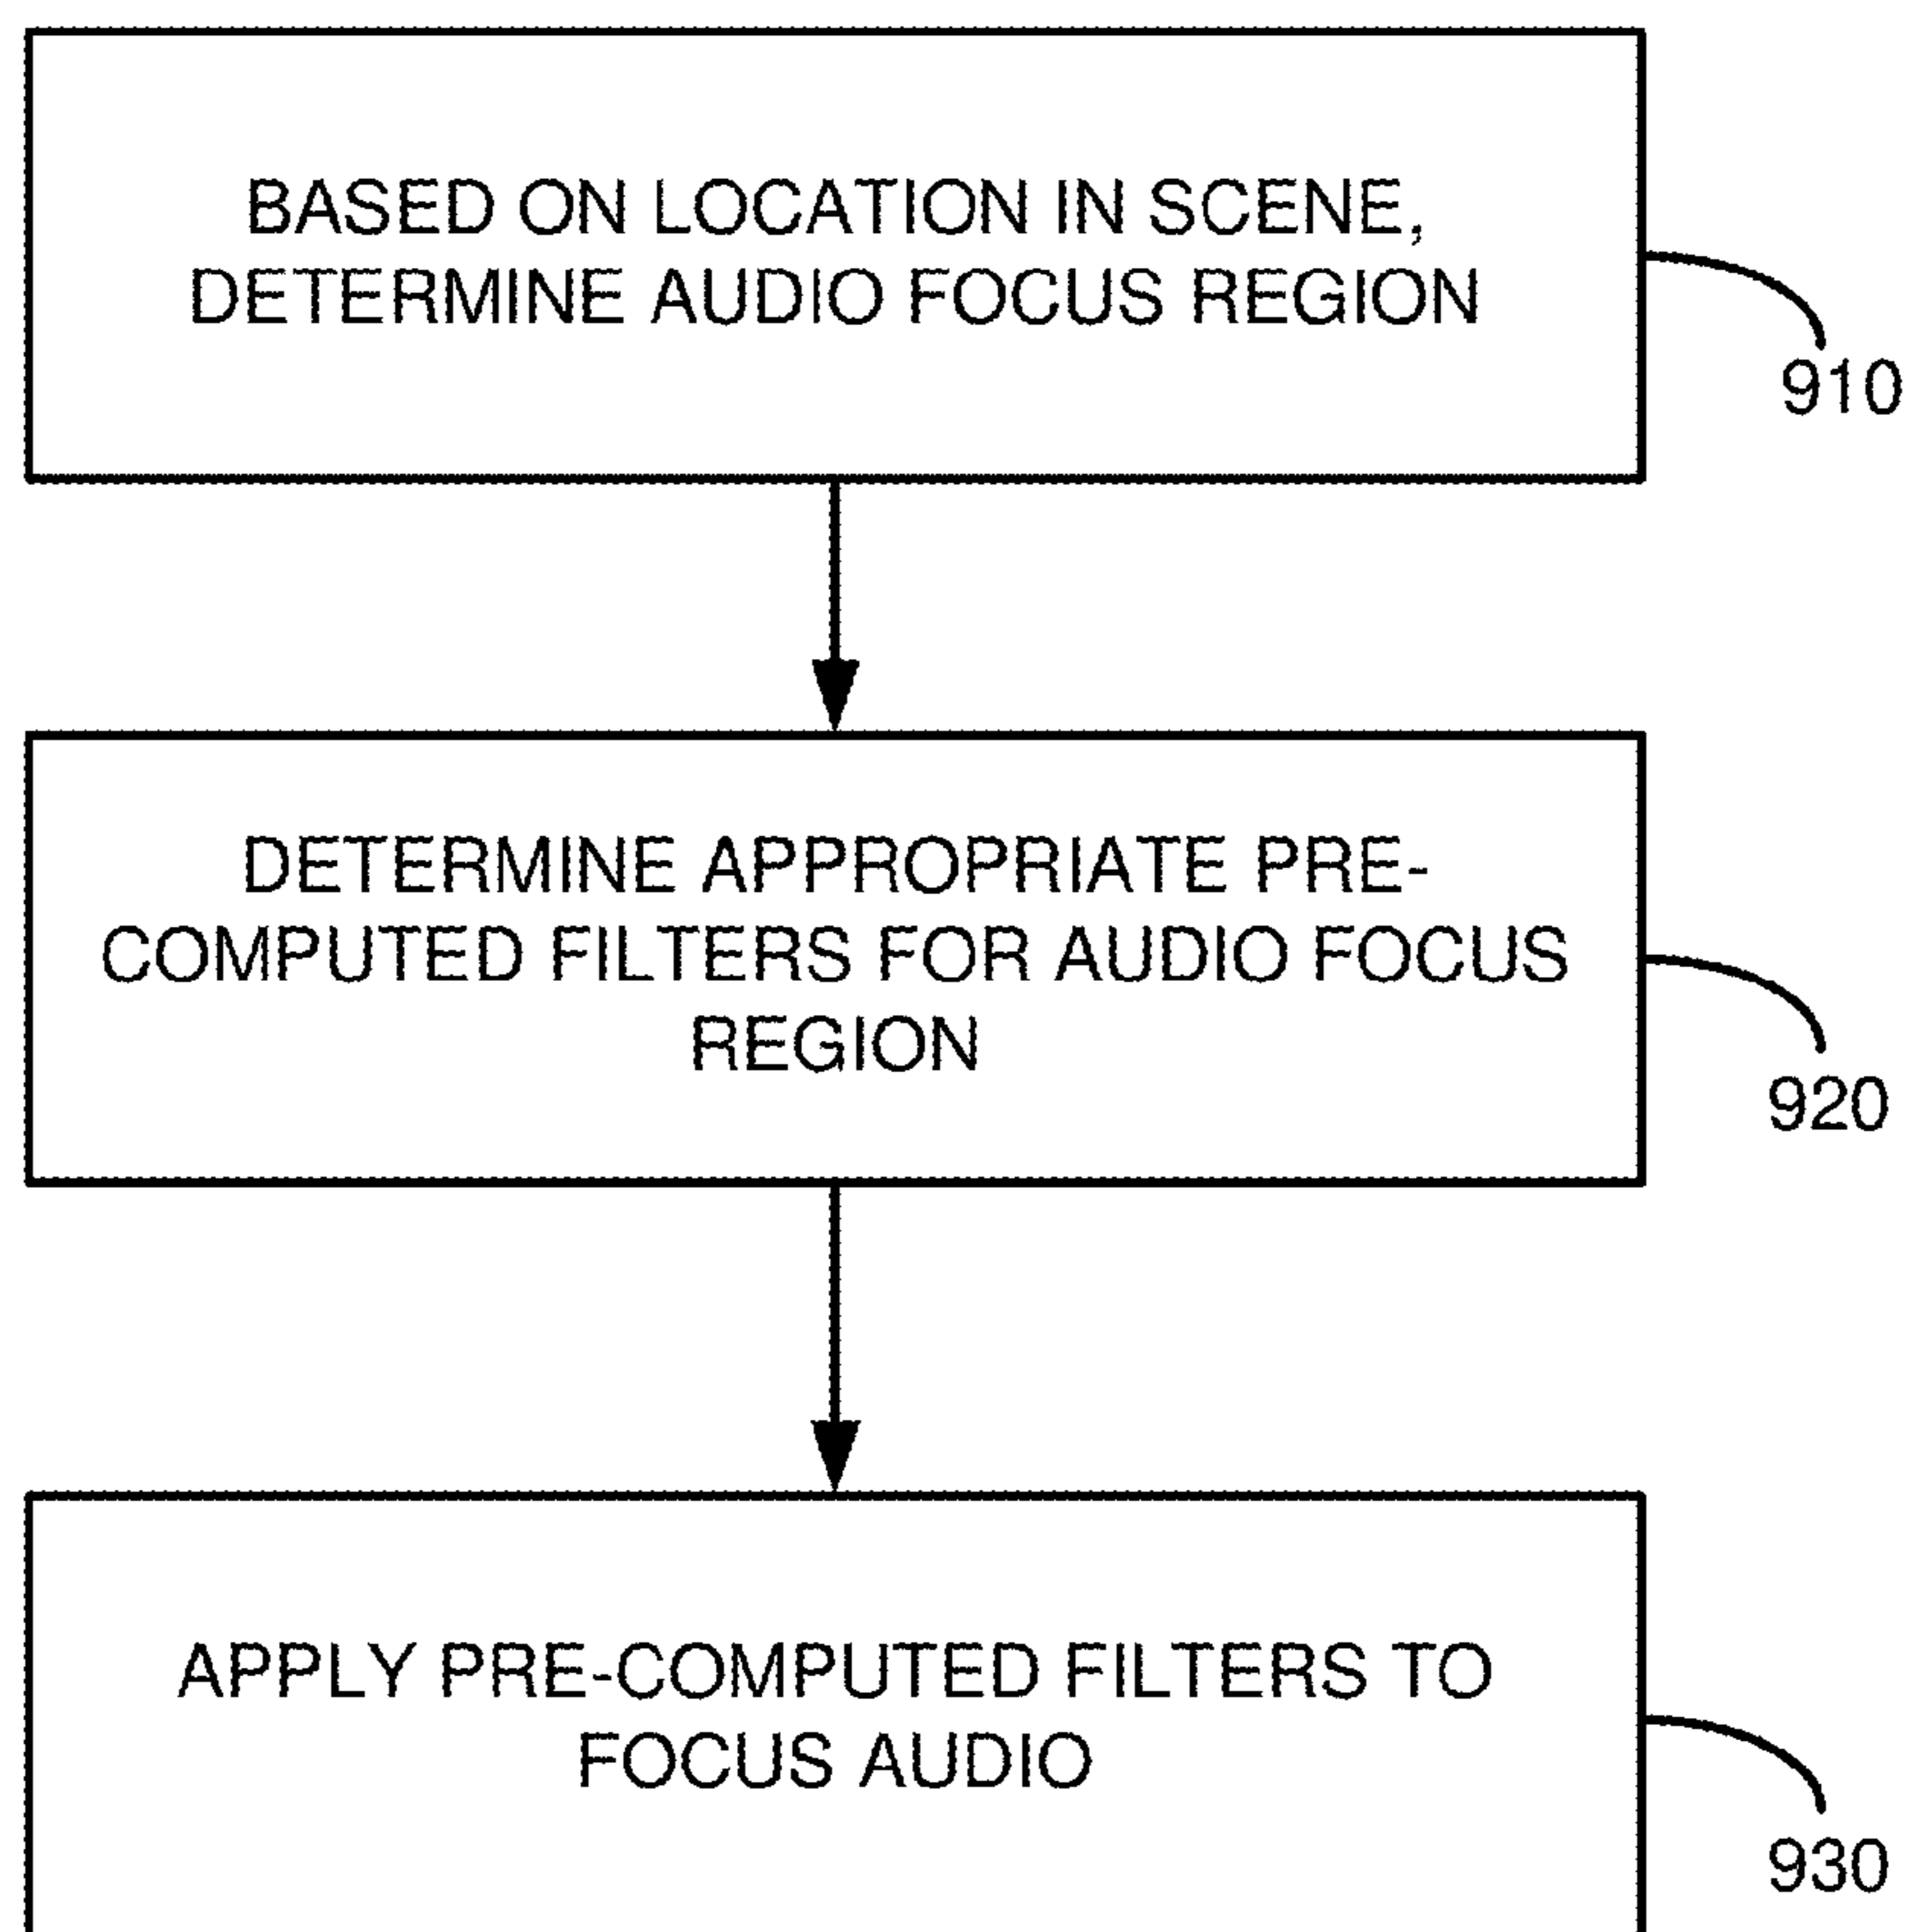 BASED ON LOCATION IN SCENE,
DETERMINE AUDIO FOCUS REGION
910
DETERMINE APPROPRIATE PRE-
COMPUTED FILTERS FOR AUDIO FOCUS
REGION
920
APPLY PRE-COMPUTED FILTERS TO
FOCUS AUDIO
930